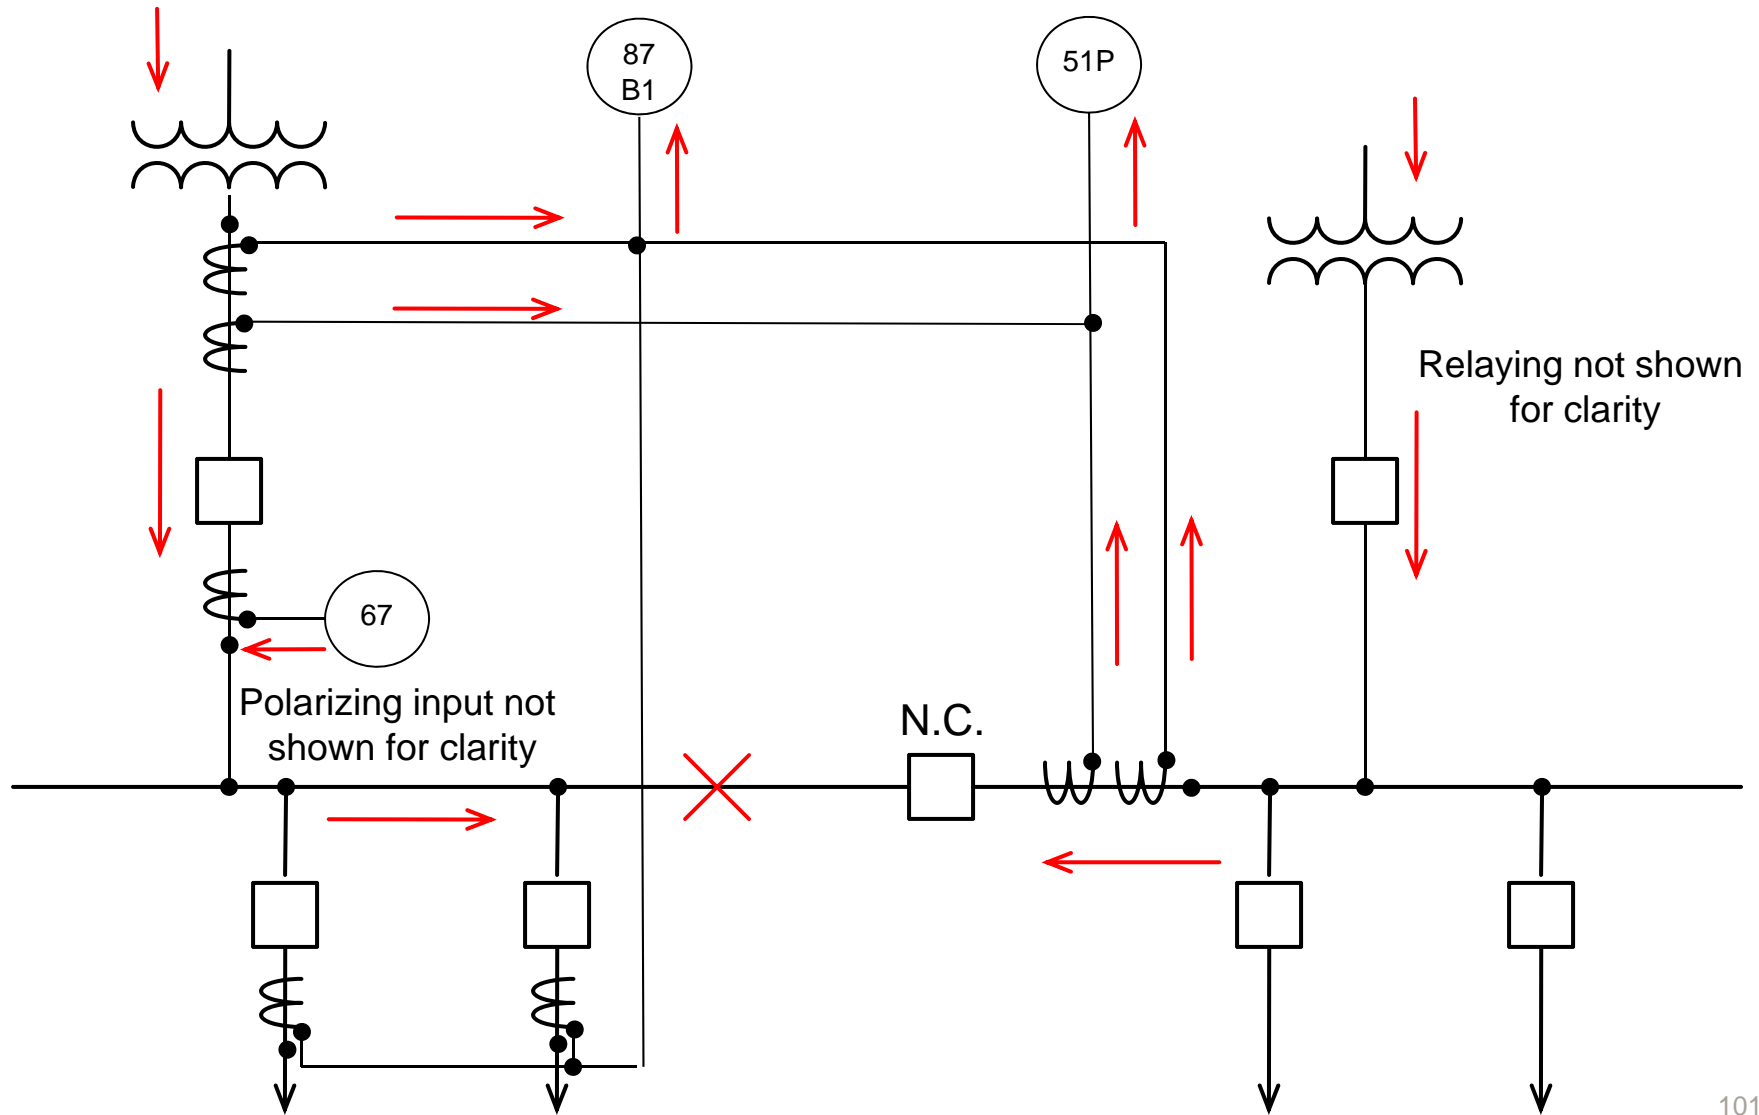 87
B1
51P
Relaying not shown
for clarity
67
Polarizing input not
shown for clarity
N.C.
101